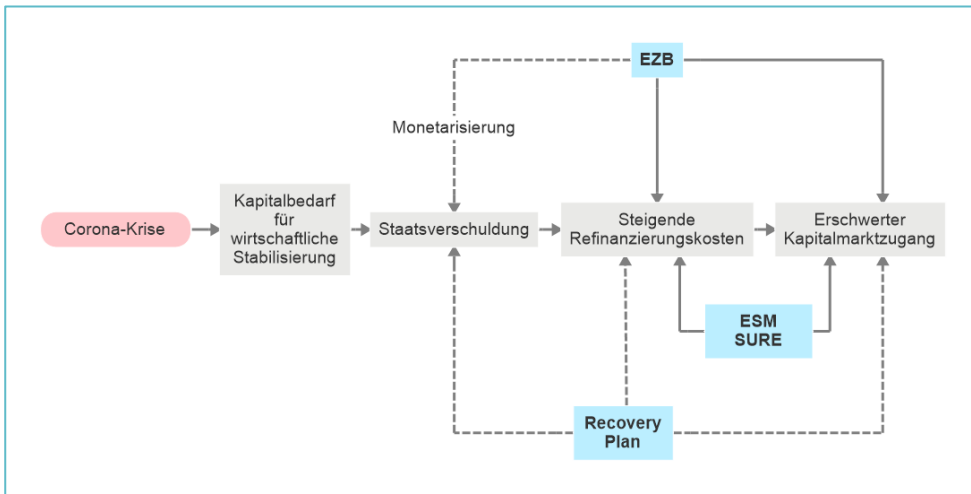 EZB
Monetarisierung
Corona-Krise
Kapitalbedarf
für
wirtschaftliche
Stabilisierung
Staatsverschuldung
Steigende
Refinanzierungskosten
Erschwerter
Kapitalmarktzugang
ESM
SURE
Recovery
Plan